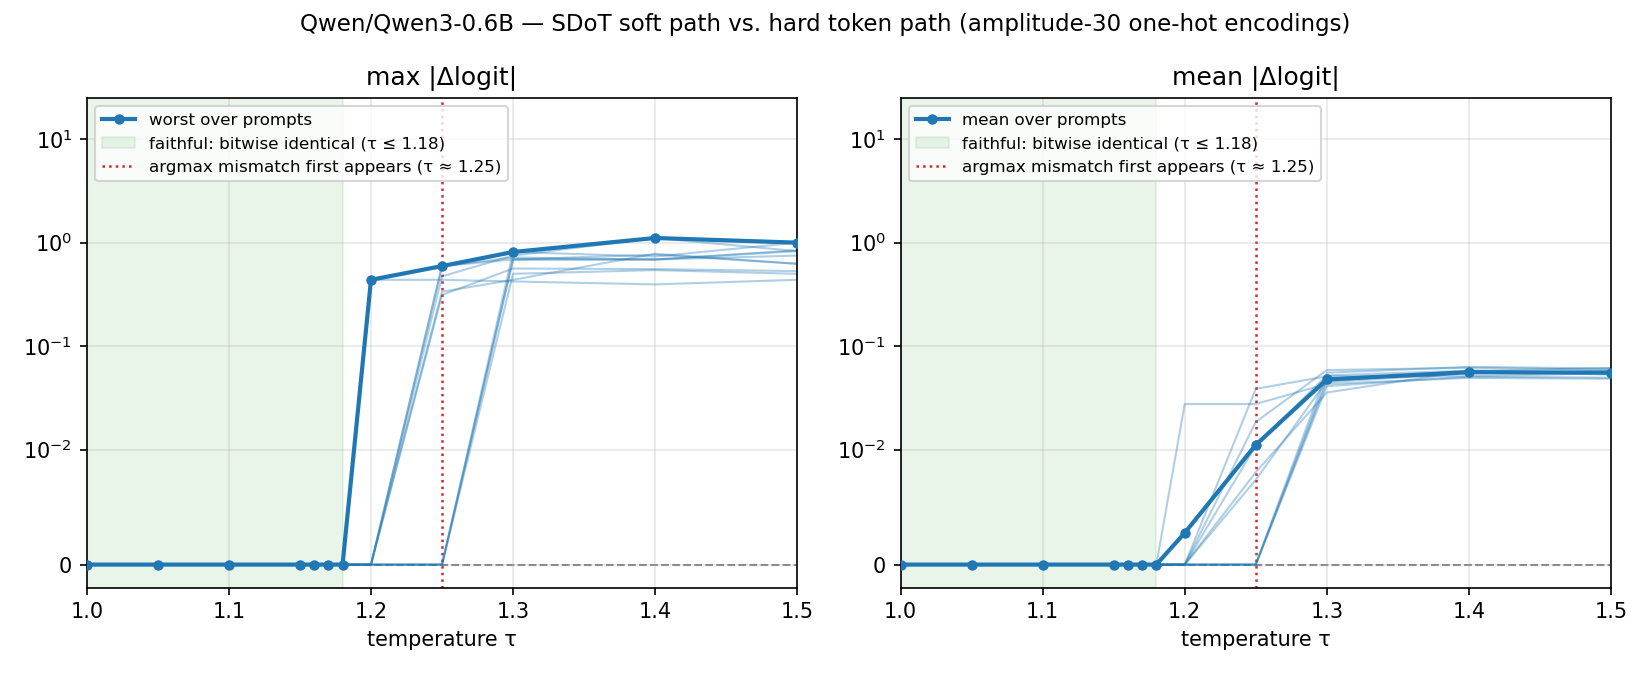 Qwen/Qwen3-0.6B — SDoT soft path vs. hard token path (amplitude-30 one-hot encodings)
max |Δlogit|
worst over prompts
faithful: bitwise identical (τ ≤ 1.18)
argmax mismatch first appears (τ ≈ 1.25)
10¹
10⁰
10⁻¹
10⁻²
0
1.0 1.1 1.2 1.3 1.4 1.5
temperature τ
mean |Δlogit|
mean over prompts
faithful: bitwise identical (τ ≤ 1.18)
argmax mismatch first appears (τ ≈ 1.25)
10¹
10⁰
10⁻¹
10⁻²
0
1.0 1.1 1.2 1.3 1.4 1.5
temperature τ